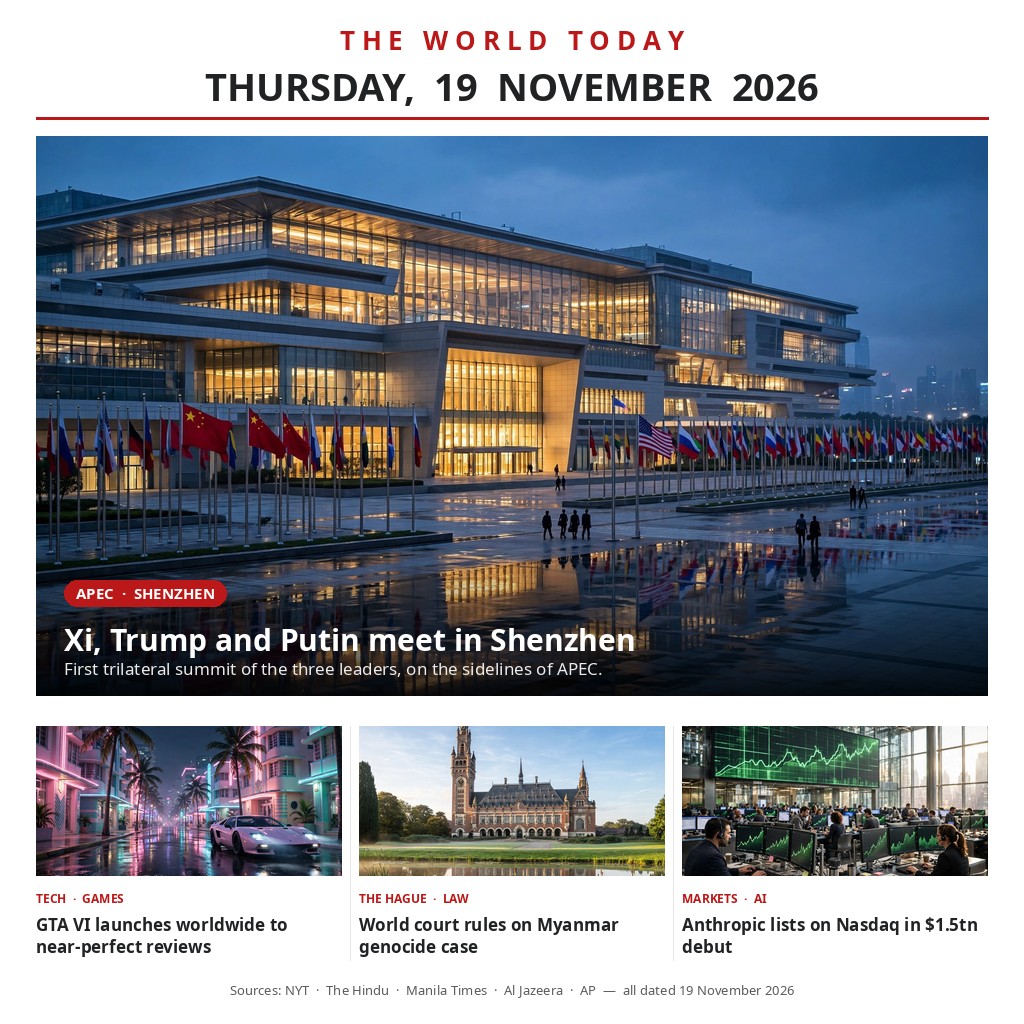 THE WORLD TODAY
THURSDAY, 19 NOVEMBER 2026
APEC · SHENZHEN
Xi, Trump and Putin meet in Shenzhen
First trilateral summit of the three leaders, on the sidelines of APEC.
TECH · GAMES
GTA VI launches worldwide to
near-perfect reviews
THE HAGUE · LAW
World court rules on Myanmar
genocide case
MARKETS · AI
Anthropic lists on Nasdaq in $1.5tn
debut
Sources: NYT · The Hindu · Manila Times · Al Jazeera · AP — all dated 19 November 2026